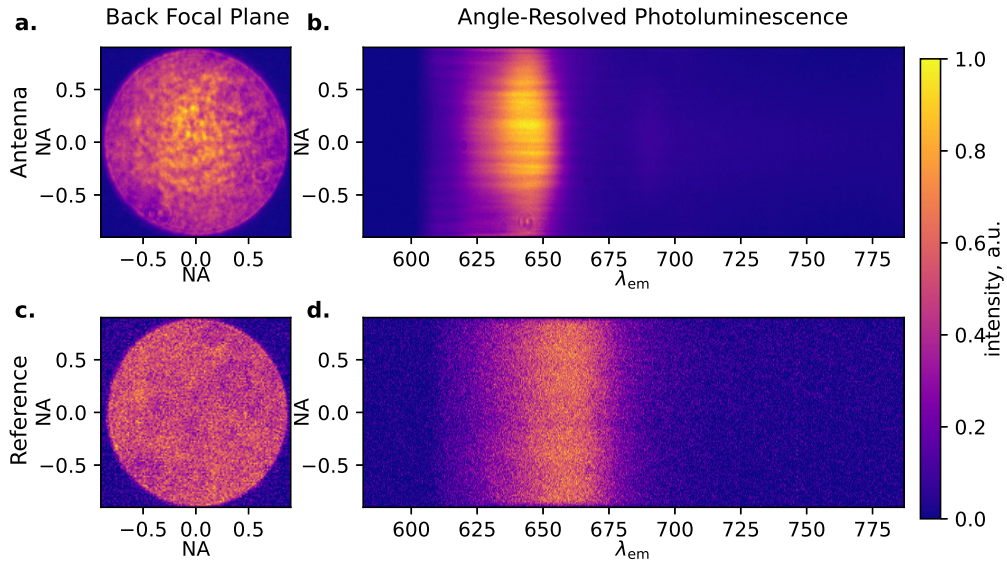 a.
Back Focal Plane
b.
Angle-Resolved Photoluminescence
Antenna
NA
0.5
0.0
−0.5
−0.5 0.0 0.5
NA
NA
0.5
0.0
−0.5
600 625 650 675 700 725 750 775
λem
c.
d.
Reference
NA
0.5
0.0
−0.5
−0.5 0.0 0.5
NA
NA
0.5
0.0
−0.5
600 625 650 675 700 725 750 775
λem
1.0
0.8
0.6
0.4
0.2
0.0
intensity, a.u.